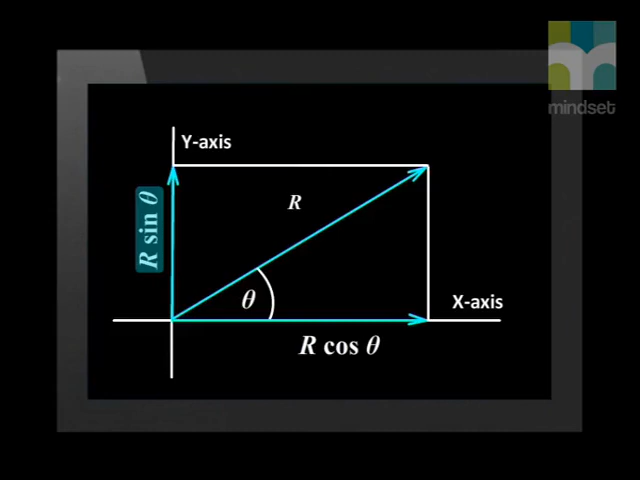 mindset
Y-axis
R sin θ
R
θ
X-axis
R cos θ